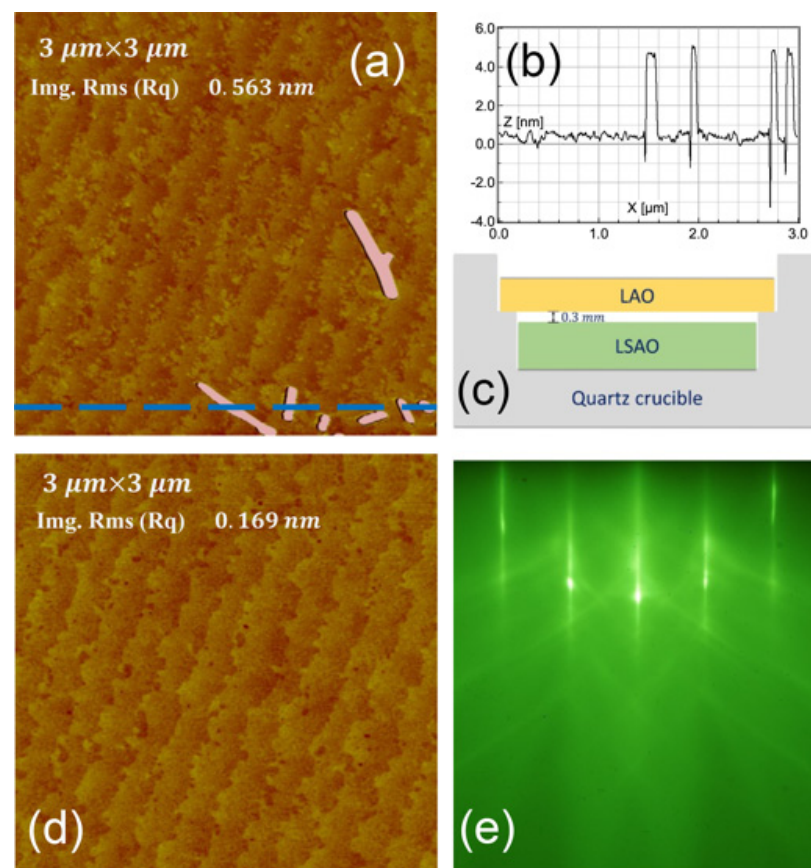 3 μm×3 μm
Img. Rms (Rq) 0.563 nm
(a)
6.0
4.0
2.0
0.0
-2.0
-4.0
Z [nm]
X [μm]
0.0
1.0
2.0
3.0
(b)
LAO
0.3 mm
LSAO
Quartz crucible
(c)
3 μm×3 μm
Img. Rms (Rq) 0.169 nm
(d)
(e)